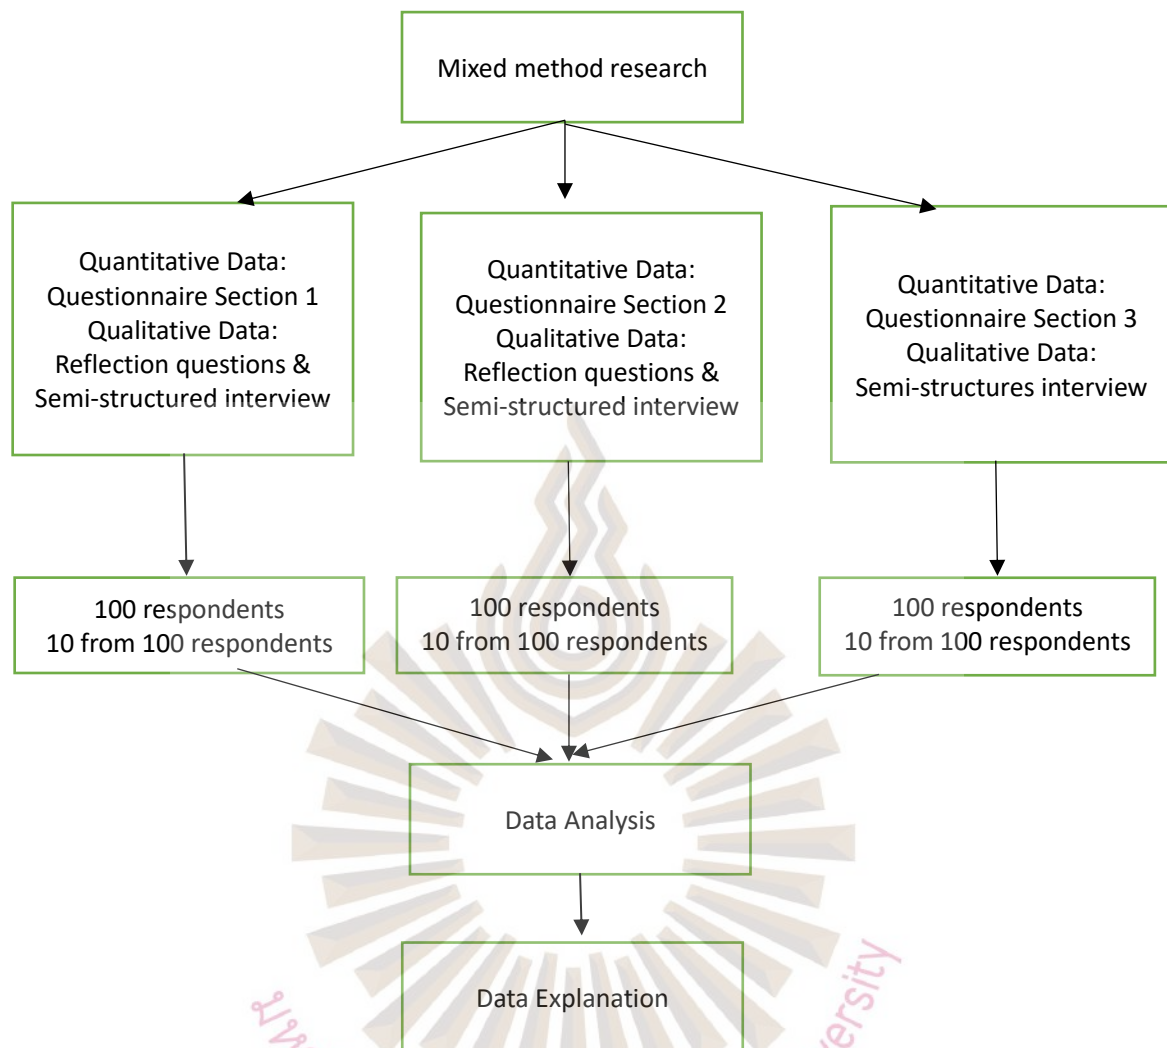 Mixed method research
Quantitative Data:
Questionnaire Section 1
Qualitative Data:
Reflection questions &
Semi-structured interview
Quantitative Data:
Questionnaire Section 2
Qualitative Data:
Reflection questions &
Semi-structured interview
Quantitative Data:
Questionnaire Section 3
Qualitative Data:
Semi-structures interview
100 respondents
10 from 100 respondents
100 respondents
10 from 100 respondents
100 respondents
10 from 100 respondents
Data Analysis
Data Explanation